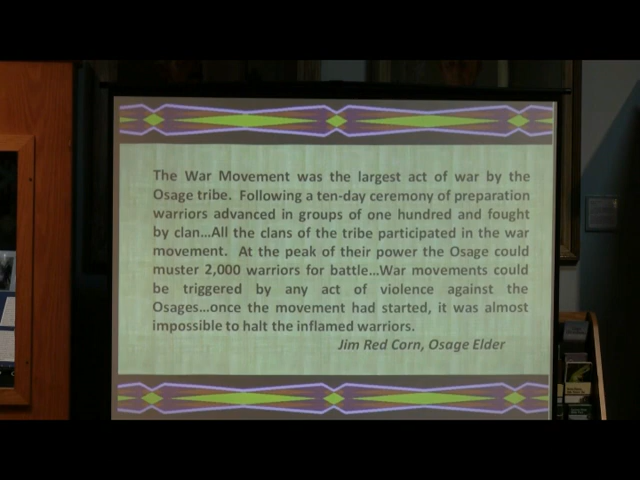 The War Movement was the largest act of war by the
Osage tribe. Following a ten-day ceremony of preparation
warriors advanced in groups of one hundred and fought
by clan...All the clans of the tribe participated in the war
movement. At the peak of their power the Osage could
muster 2,000 warriors for battle...War movements could
be triggered by any act of violence against the
Osages...once the movement had started, it was almost
impossible to halt the inflamed warriors.
Jim Red Corn, Osage Elder